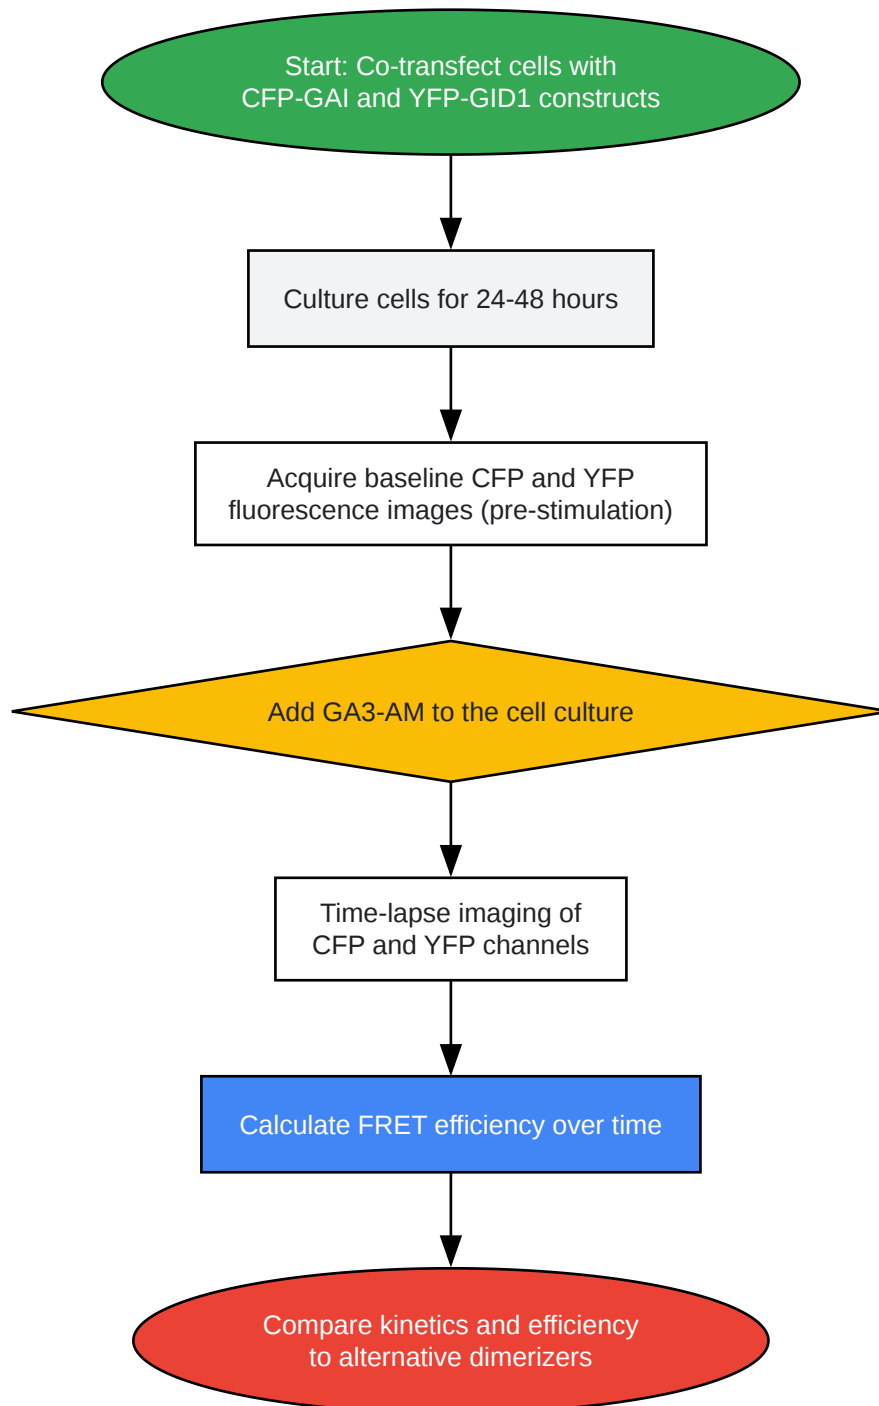 Start: Co-transfect cells with
CFP-GAI and YFP-GID1 constructs
Culture cells for 24-48 hours
Acquire baseline CFP and YFP
fluorescence images (pre-stimulation)
Add GA3-AM to the cell culture
Time-lapse imaging of
CFP and YFP channels
Calculate FRET efficiency over time
Compare kinetics and efficiency
to alternative dimerizers